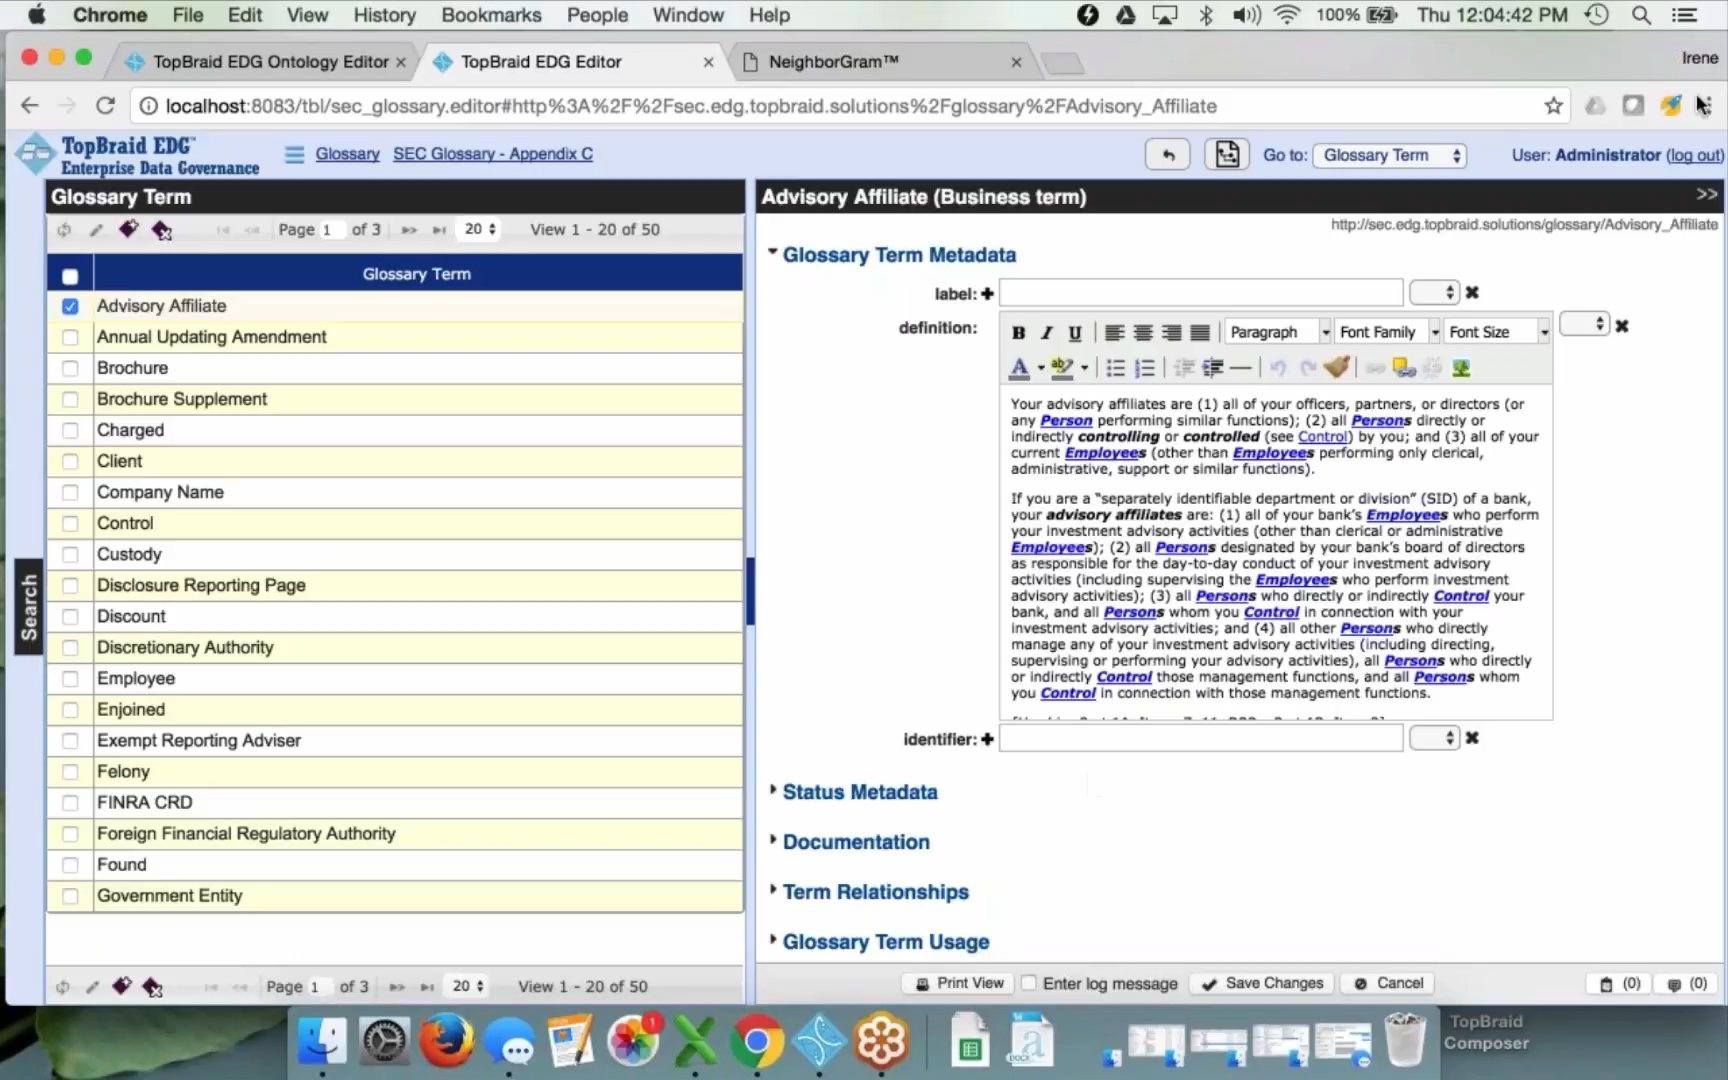 Chrome File Edit View History Bookmarks People Window Help 100% Thu 12:04:42 PM
TopBraid EDG Ontology Editor
TopBraid EDG Editor
NeighborGram™
Irene
localhost:8083/tbl/sec_glossary.editor#http%3A%2F%2Fsec.edg.topbraid.solutions%2Fglossary%2FAdvisory_Affiliate
TopBraid EDG™
Enterprise Data Governance
Glossary SEC Glossary - Appendix C
Go to: Glossary Term User: Administrator (log out)
Glossary Term
Page 1 of 3 20 View 1 - 20 of 50
Glossary Term
Advisory Affiliate
Annual Updating Amendment
Brochure
Brochure Supplement
Charged
Client
Company Name
Control
Custody
Disclosure Reporting Page
Discount
Discretionary Authority
Employee
Enjoined
Exempt Reporting Adviser
Felony
FINRA CRD
Foreign Financial Regulatory Authority
Found
Government Entity
Page 1 of 3 20 View 1 - 20 of 50
Search
Advisory Affiliate (Business term) >>
http://sec.edg.topbraid.solutions/glossary/Advisory_Affiliate
Glossary Term Metadata
label:
definition:
B I U Paragraph Font Family Font Size
Your advisory affiliates are (1) all of your officers, partners, or directors (or
any Person performing similar functions); (2) all Persons directly or
indirectly controlling or controlled (see Control) by you; and (3) all of your
current Employees (other than Employees performing only clerical,
administrative, support or similar functions).
If you are a “separately identifiable department or division” (SID) of a bank,
your advisory affiliates are: (1) all of your bank’s Employees who perform
your investment advisory activities (other than clerical or administrative
Employees); (2) all Persons designated by your bank’s board of directors
as responsible for the day-to-day conduct of your investment advisory
activities (including supervising the Employees who perform investment
advisory activities); (3) all Persons who directly or indirectly Control your
bank, and all Persons whom you Control in connection with your
investment advisory activities; and (4) all other Persons who directly
manage any of your investment advisory activities (including directing,
supervising or performing your advisory activities), all Persons who directly
or indirectly Control those management functions, and all Persons whom
you Control in connection with those management functions.
identifier:
Status Metadata
Documentation
Term Relationships
Glossary Term Usage
Print View Enter log message Save Changes Cancel (0) (0)
1
TopBraid
Composer